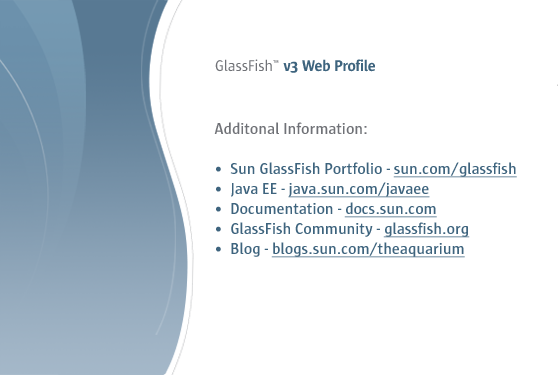 GlassFish™ v3 Web Profile
Additonal Information:
• Sun GlassFish Portfolio - sun.com/glassfish
• Java EE - java.sun.com/javaee
• Documentation - docs.sun.com
• GlassFish Community - glassfish.org
• Blog - blogs.sun.com/theaquarium